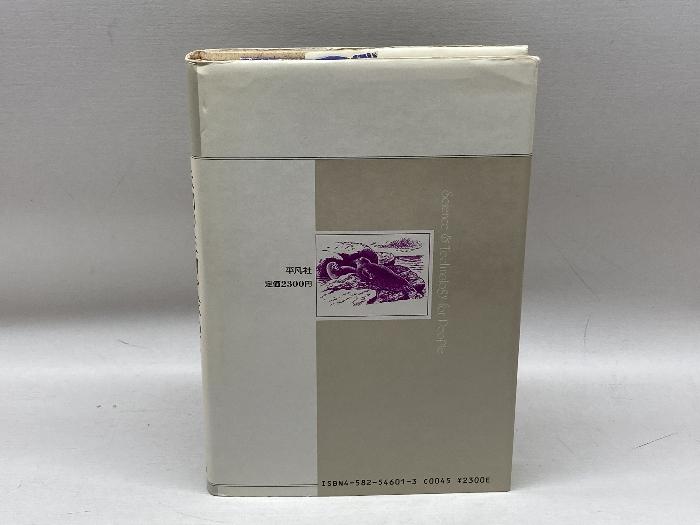 平凡社
定価2300円
Science & Technology for People
ISBN4-582-54601-3 C0045 ¥2300E